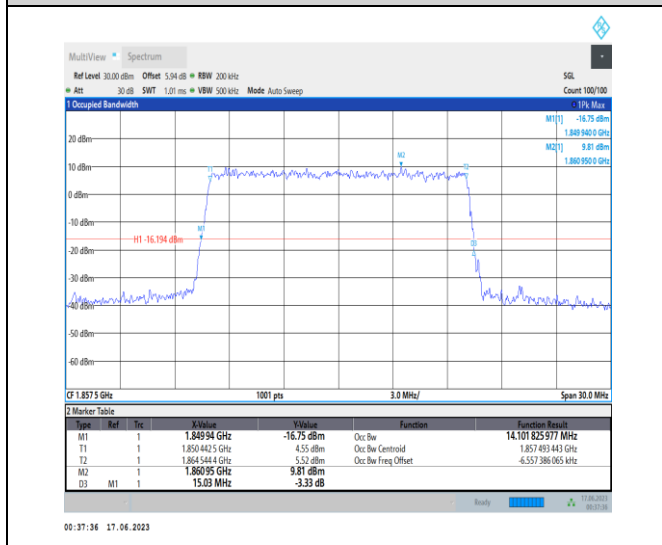 MultiView Spectrum
Ref Level 30.00 dBm Offset 5.94 dB RBW 200 kHz SGL
Att 30 dB SWT 1.01 ms VBW 500 kHz Mode Auto Sweep Count 100/100
1 Occupied Bandwidth 1Pk Max
M1[1] -16.75 dBm
1.849 940 0 GHz
M2[1] 9.81 dBm
1.860 950 0 GHz
20 dBm
M2
T1 T2
10 dBm
0 dBm
-10 dBm
M1
H1 -16.194 dBm
D3
-20 dBm
-30 dBm
-40 dBm
-50 dBm
-60 dBm
CF 1.857 5 GHz 1001 pts 3.0 MHz/ Span 30.0 MHz
2 Marker Table
Type Ref Trc X-Value Y-Value Function Function Result
M1 1 1.849 94 GHz -16.75 dBm Occ Bw 14.101 825 977 MHz
T1 1 1.850 442 5 GHz 4.55 dBm Occ Bw Centroid 1.857 493 443 GHz
T2 1 1.864 544 4 GHz 5.52 dBm Occ Bw Freq Offset -6.557 386 065 kHz
M2 1 1.860 95 GHz 9.81 dBm
D3 M1 1 15.03 MHz -3.33 dB
Ready 17.06.2023
00:37:36
00:37:36 17.06.2023